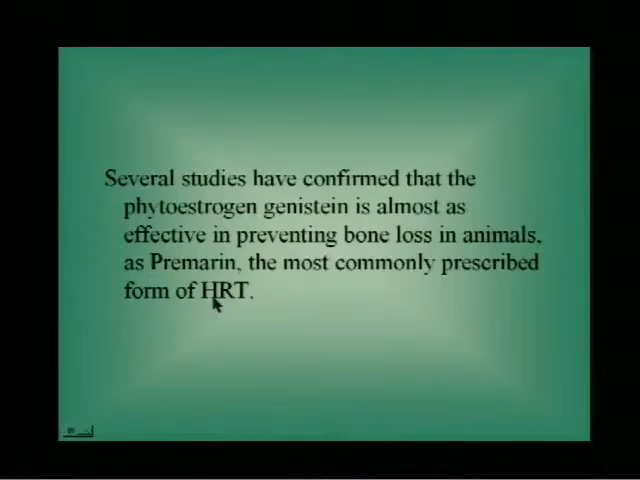 Several studies have confirmed that the
phytoestrogen genistein is almost as
effective in preventing bone loss in animals,
as Premarin, the most commonly prescribed
form of HRT.